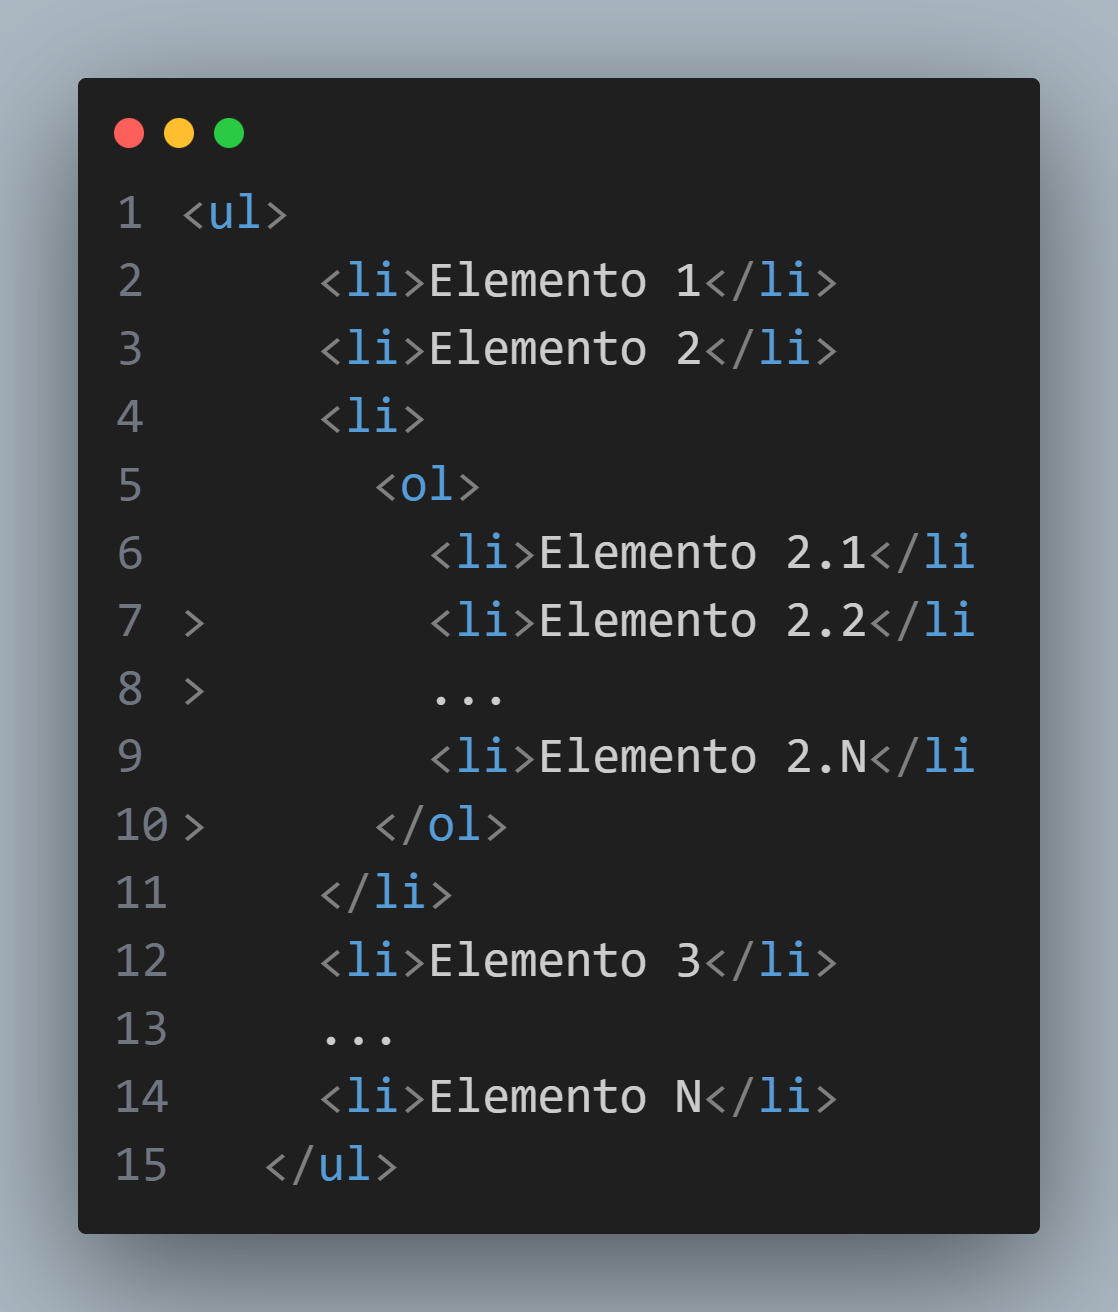 1 <ul>
2 <li>Elemento 1</li>
3 <li>Elemento 2</li>
4 <li>
5 <ol>
6 <li>Elemento 2.1</li
7 > <li>Elemento 2.2</li
8 > ...
9 <li>Elemento 2.N</li
10 > </ol>
11 </li>
12 <li>Elemento 3</li>
13 ...
14 <li>Elemento N</li>
15 </ul>